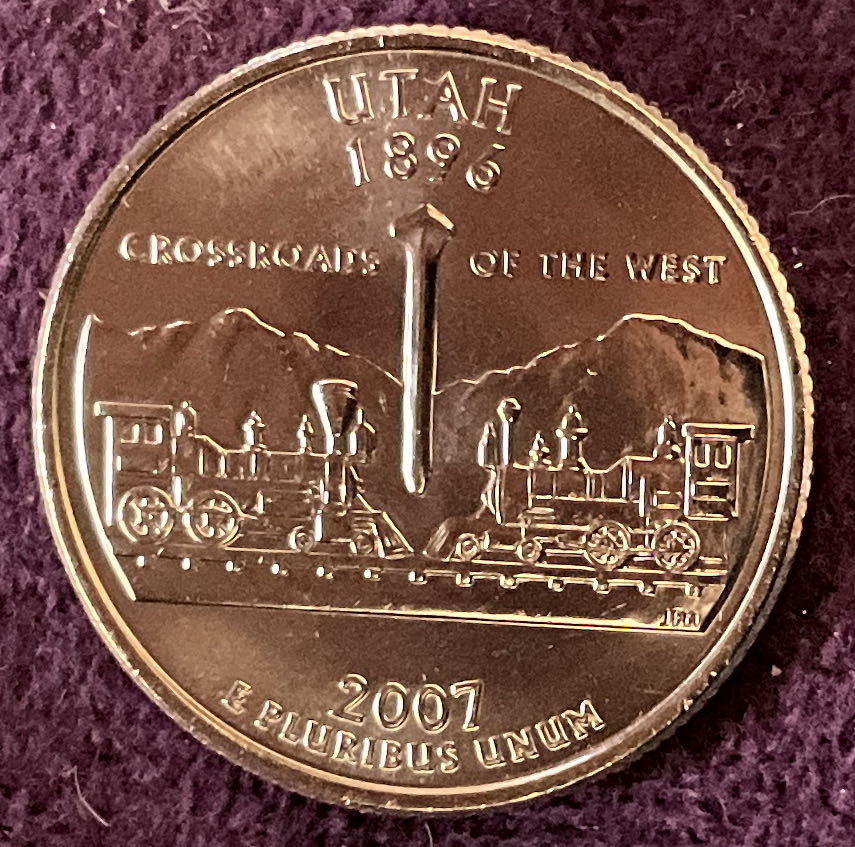 UTAH
1896
CROSSROADS OF THE WEST
2007
E PLURIBUS UNUM